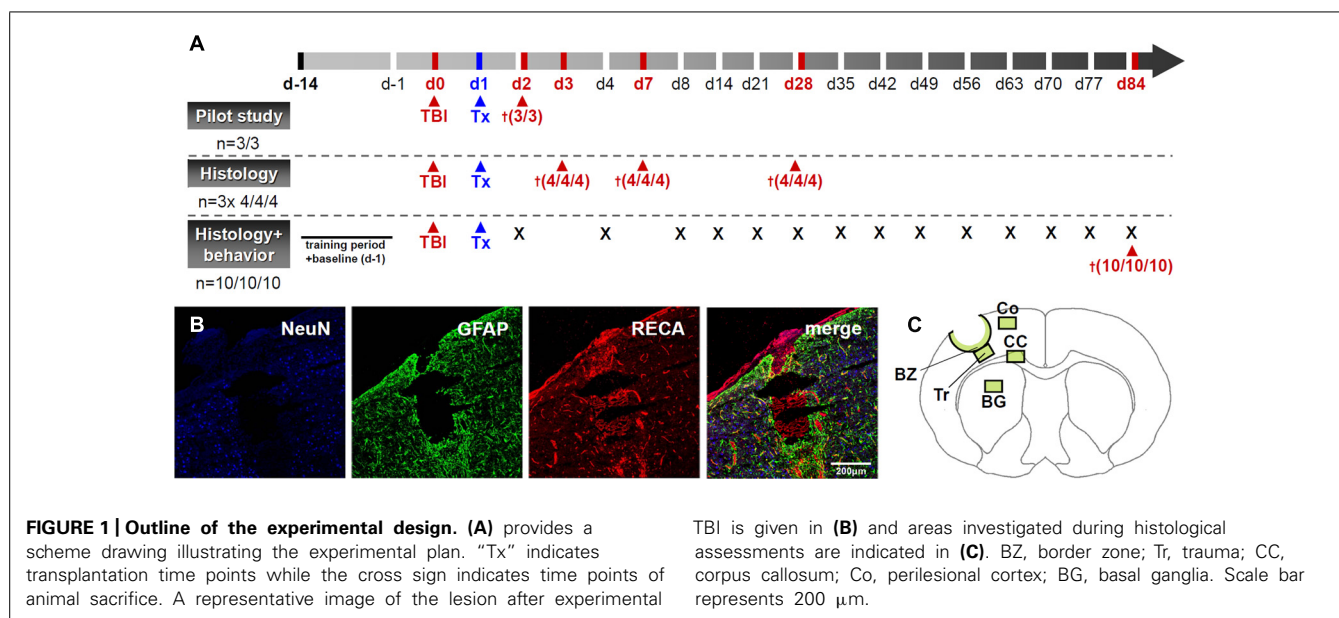 A
d-14 d-1 d0 d1 d2 d3 d4 d7 d8 d14 d21 d28 d35 d42 d49 d56 d63 d70 d77 d84
Pilot study
TBI Tx †(3/3)
n=3/3
Histology
TBI Tx †(4/4/4) †(4/4/4) †(4/4/4)
n=3x 4/4/4
Histology+
behavior
training period
+baseline (d-1)
TBI Tx X X X X X X X X X X X X X X
†(10/10/10)
n=10/10/10
B NeuN GFAP RECA merge
200µm
C
Co
CC
BZ
Tr
BG
FIGURE 1 | Outline of the experimental design. (A) provides a
scheme drawing illustrating the experimental plan. “Tx” indicates
transplantation time points while the cross sign indicates time points of
animal sacrifice. A representative image of the lesion after experimental
TBI is given in (B) and areas investigated during histological
assessments are indicated in (C). BZ, border zone; Tr, trauma; CC,
corpus callosum; Co, perilesional cortex; BG, basal ganglia. Scale bar
represents 200 μm.